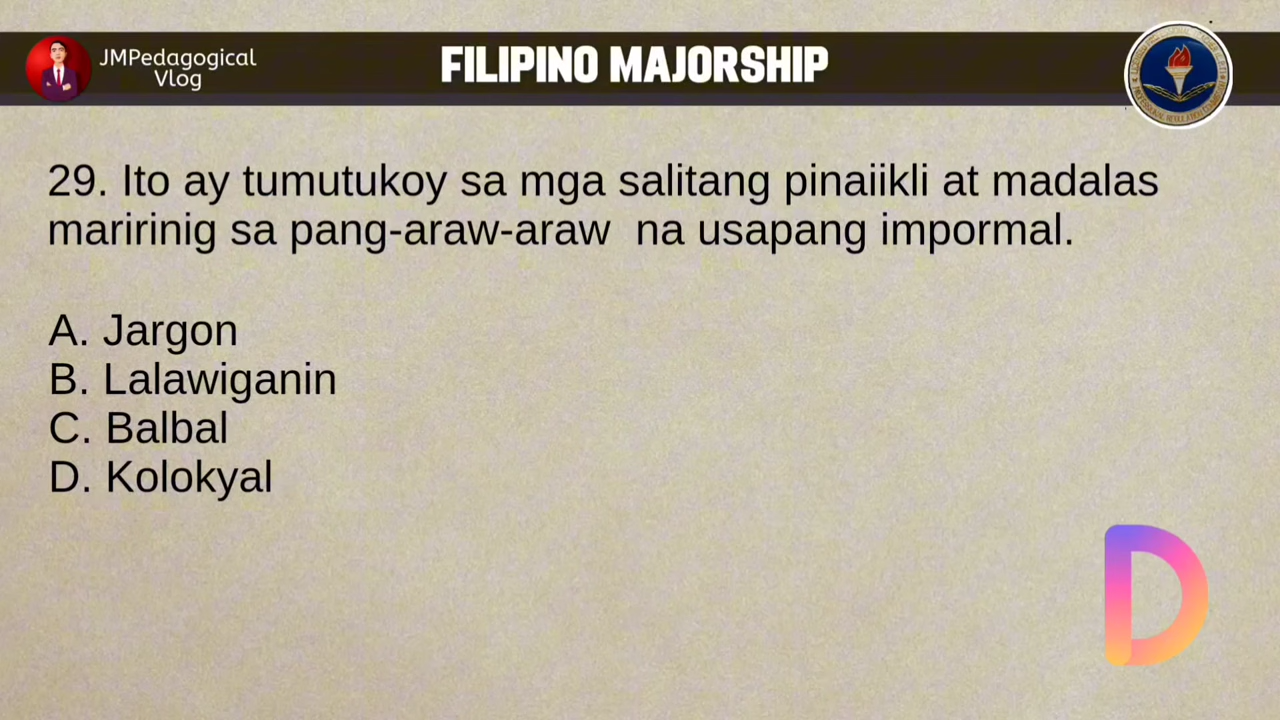 JMPedagogical
Vlog
FILIPINO MAJORSHIP
29. Ito ay tumutukoy sa mga salitang pinaiikli at madalas
maririnig sa pang-araw-araw  na usapang impormal.
A. Jargon
B. Lalawiganin
C. Balbal
D. Kolokyal
D